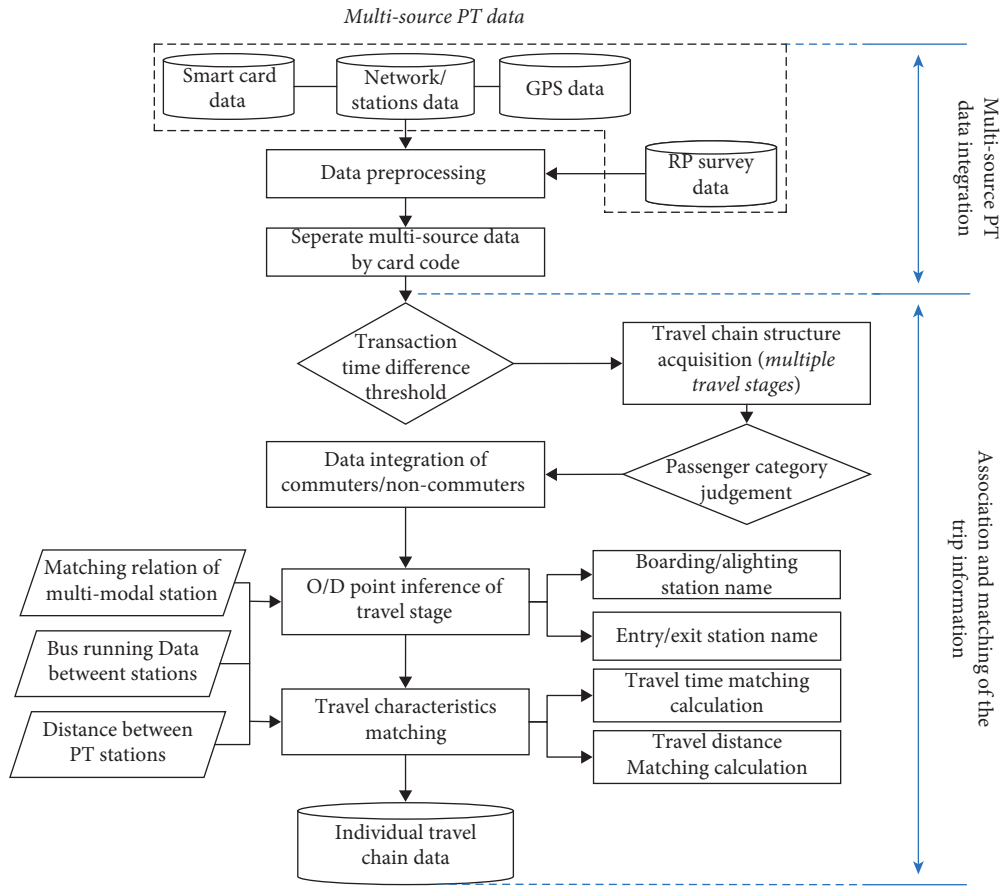 Multi-source PT data
Smart card
data
Network/
stations data
GPS data
RP survey
data
Data preprocessing
Seperate multi-source data
by card code
Multi-source PT
data integration
Transaction
time difference
threshold
Travel chain structure
acquisition (multiple
travel stages)
Passenger category
judgement
Data integration of
commuters/non-commuters
Matching relation of
multi-modal station
Bus running Data
betweent stations
Distance between
PT stations
O/D point inference of
travel stage
Boarding/alighting
station name
Entry/exit station name
Travel characteristics
matching
Travel time matching
calculation
Travel distance
Matching calculation
Individual travel
chain data
Association and matching of the
trip information